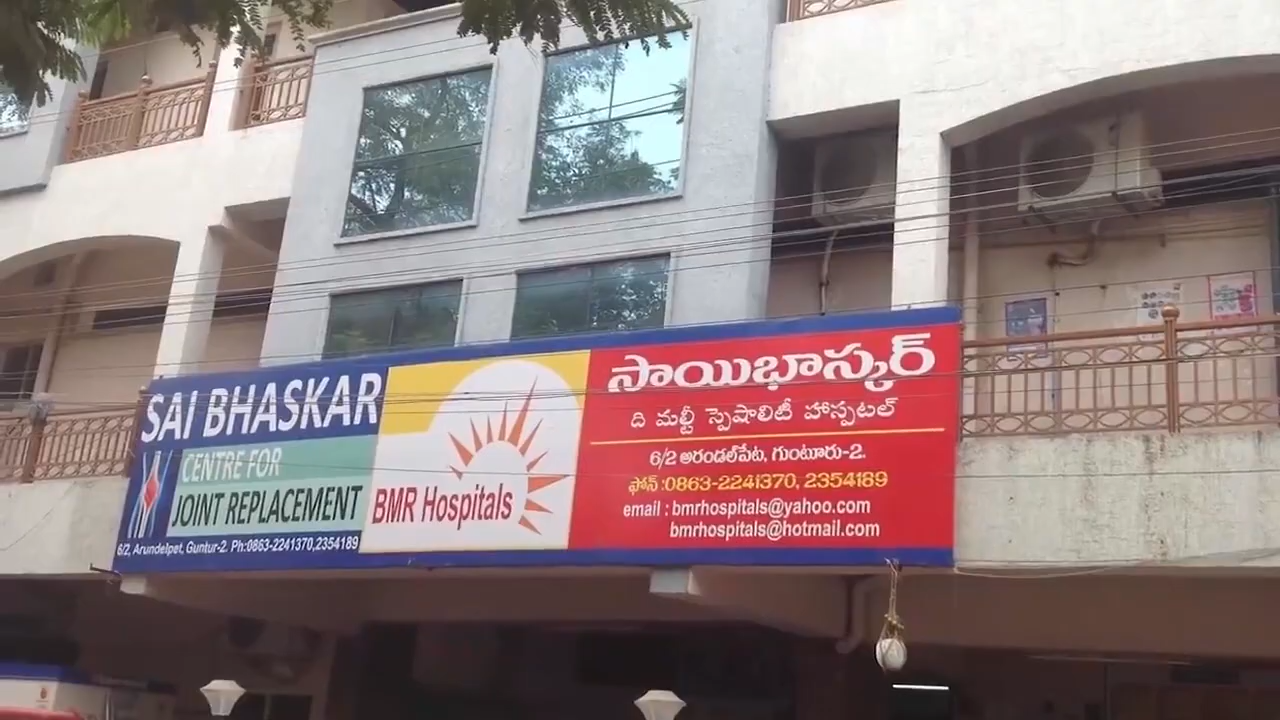 SAI BHASKAR
CENTRE FOR
JOINT REPLACEMENT
6/2, Arundelpet, Guntur-2. Ph:0863-2241370,2354189
BMR Hospitals
సాయిభాస్కర్
ది మల్టీ స్పెషాలిటీ హాస్పటల్
6/2 అరండల్‌పేట, గుంటూరు-2.
ఫోన్ :0863-2241370, 2354189
email : bmrhospitals@yahoo.com
bmrhospitals@hotmail.com